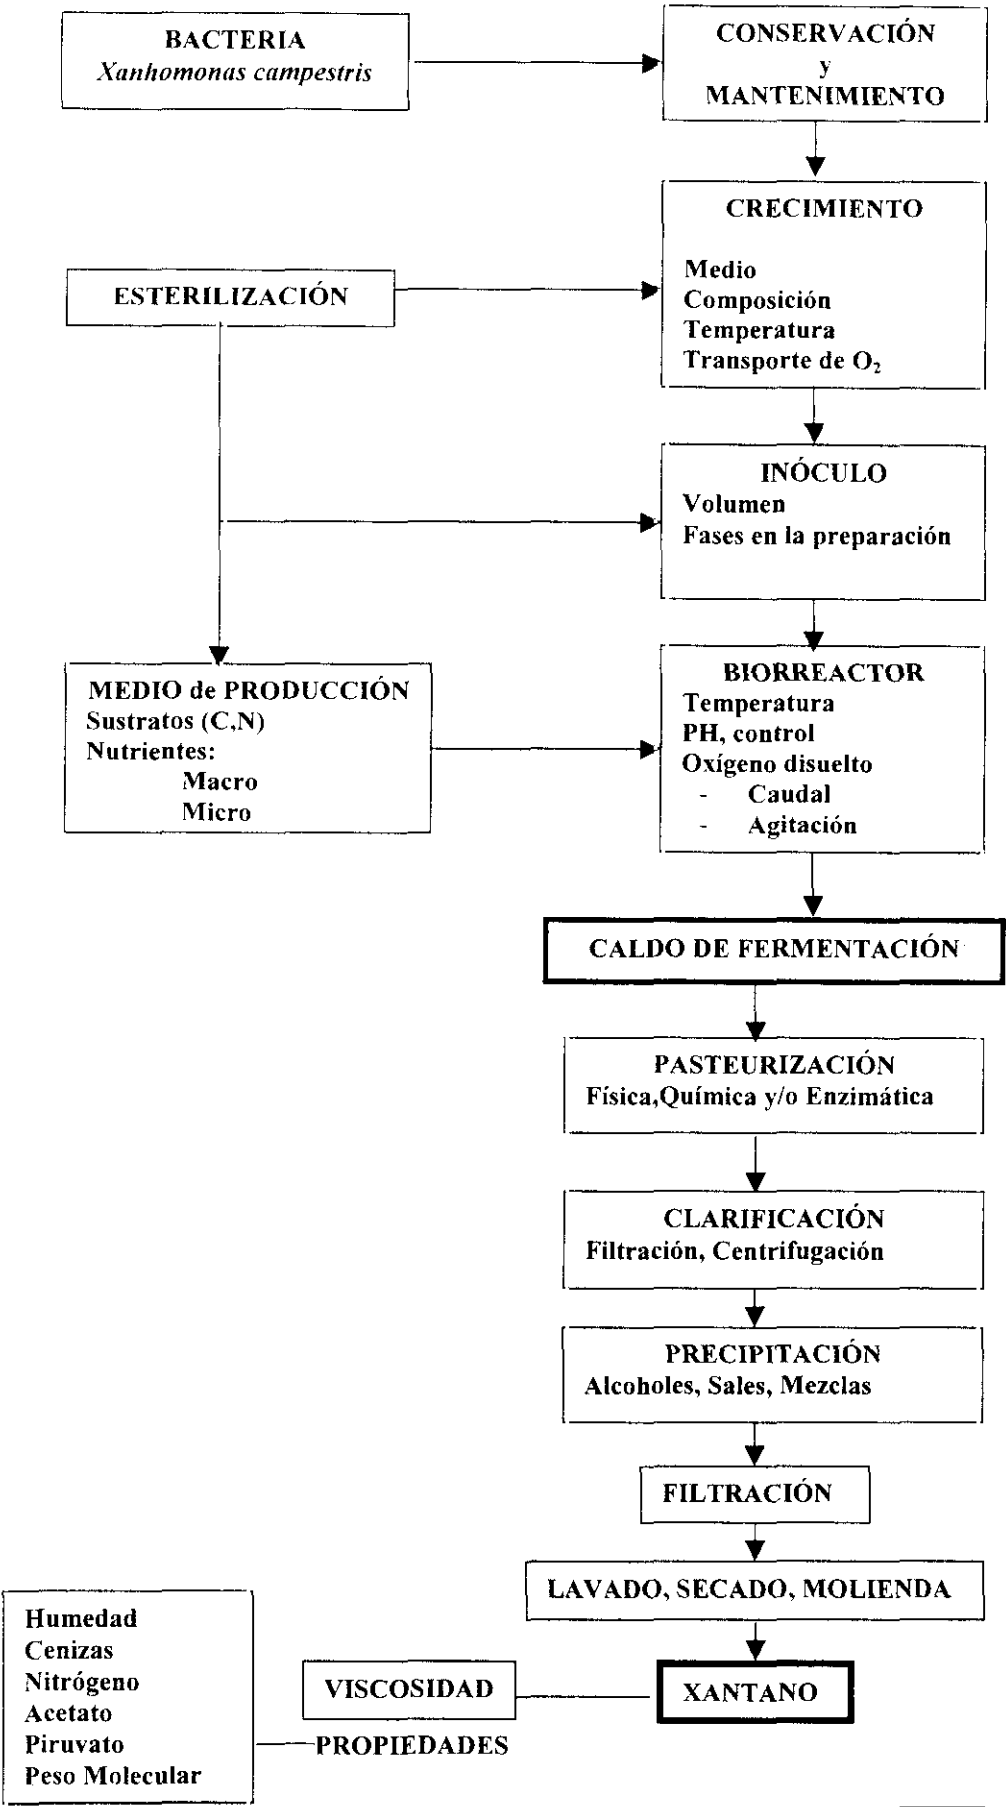 BACTERIA
Xanhomonas campestris
CONSERVACIÓN
y
MANTENIMIENTO
CRECIMIENTO
Medio
Composición
Temperatura
Transporte de O₂
ESTERILIZACIÓN
INÓCULO
Volumen
Fases en la preparación
MEDIO de PRODUCCIÓN
Sustratos (C,N)
Nutrientes:
Macro
Micro
BIORREACTOR
Temperatura
PH, control
Oxígeno disuelto
- Caudal
- Agitación
CALDO DE FERMENTACIÓN
PASTEURIZACIÓN
Física,Química y/o Enzimática
CLARIFICACIÓN
Filtración, Centrifugación
PRECIPITACIÓN
Alcoholes, Sales, Mezclas
FILTRACIÓN
LAVADO, SECADO, MOLIENDA
XANTANO
VISCOSIDAD
PROPIEDADES
Humedad
Cenizas
Nitrógeno
Acetato
Piruvato
Peso Molecular